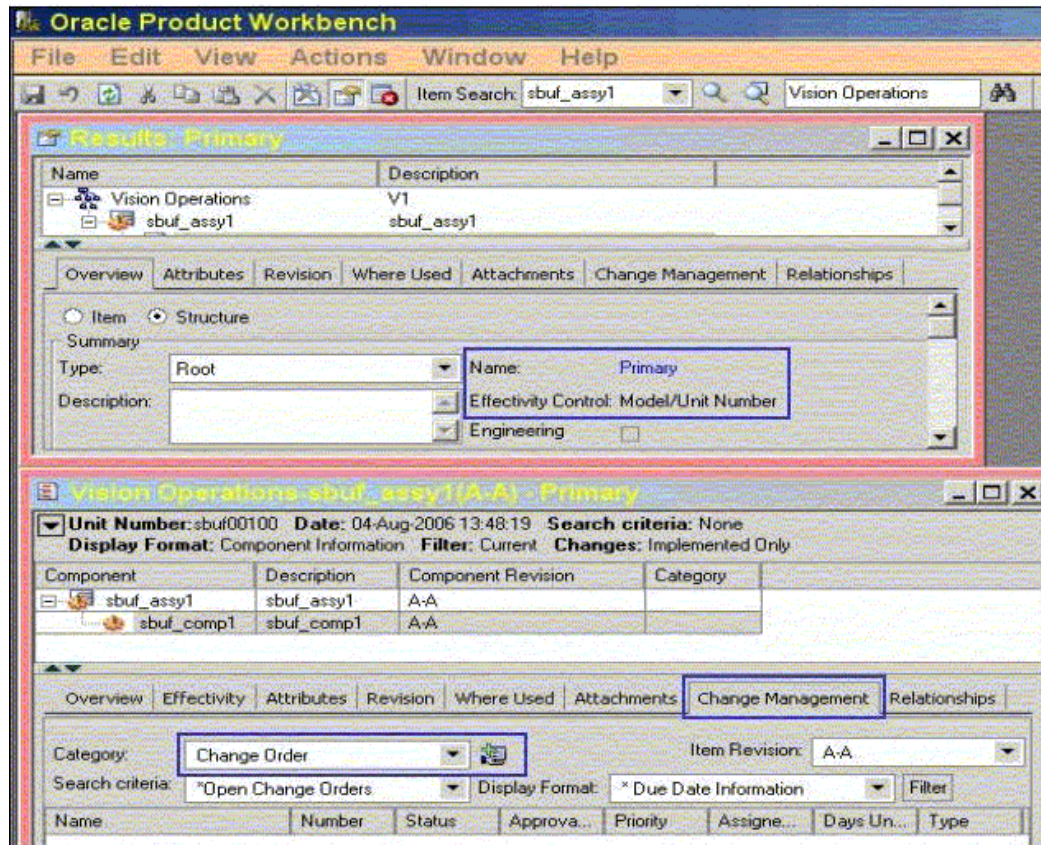 Oracle Product Workbench
File Edit View Actions Window Help
Item Search: sbuf_assy1 Vision Operations
Results: Primary
Name Description
Vision Operations V1
sbuf_assy1 sbuf_assy1
Overview Attributes Revision Where Used Attachments Change Management Relationships
Item Structure
Summary
Type: Root Name: Primary
Description: Effectivity Control: Model/Unit Number
Engineering
Vision Operations-sbuf_assy1(A-A) - Primary
Unit Number:sbuf00100 Date: 04-Aug-2006 13:48:19 Search criteria: None
Display Format: Component Information Filter: Current Changes: Implemented Only
Component Description Component Revision Category
sbuf_assy1 sbuf_assy1 A-A
sbuf_comp1 sbuf_comp1 A-A
Overview Effectivity Attributes Revision Where Used Attachments Change Management Relationships
Category: Change Order Item Revision: A-A
Search criteria: *Open Change Orders Display Format: * Due Date Information Filter
Name Number Status Approva... Priority Assigne... Days Un... Type